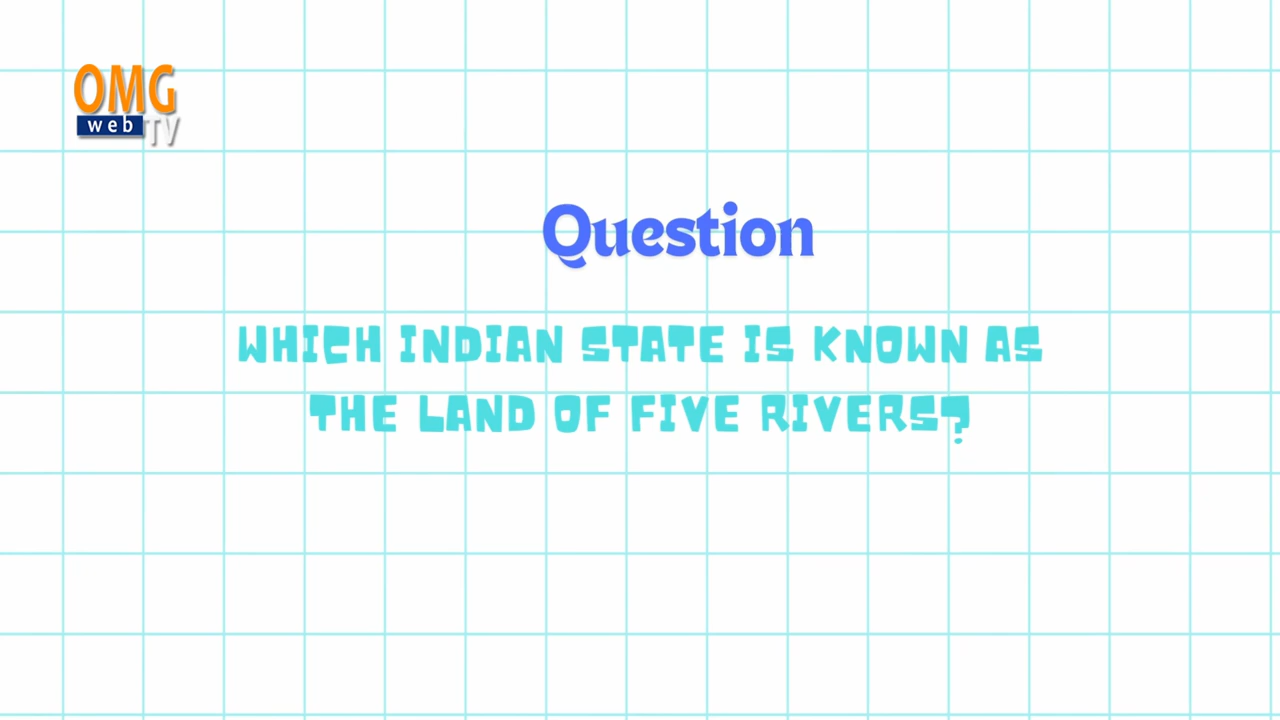 OMG
web TV
Question
WHICH INDIAN STATE IS KNOWN AS
THE LAND OF FIVE RIVERS?